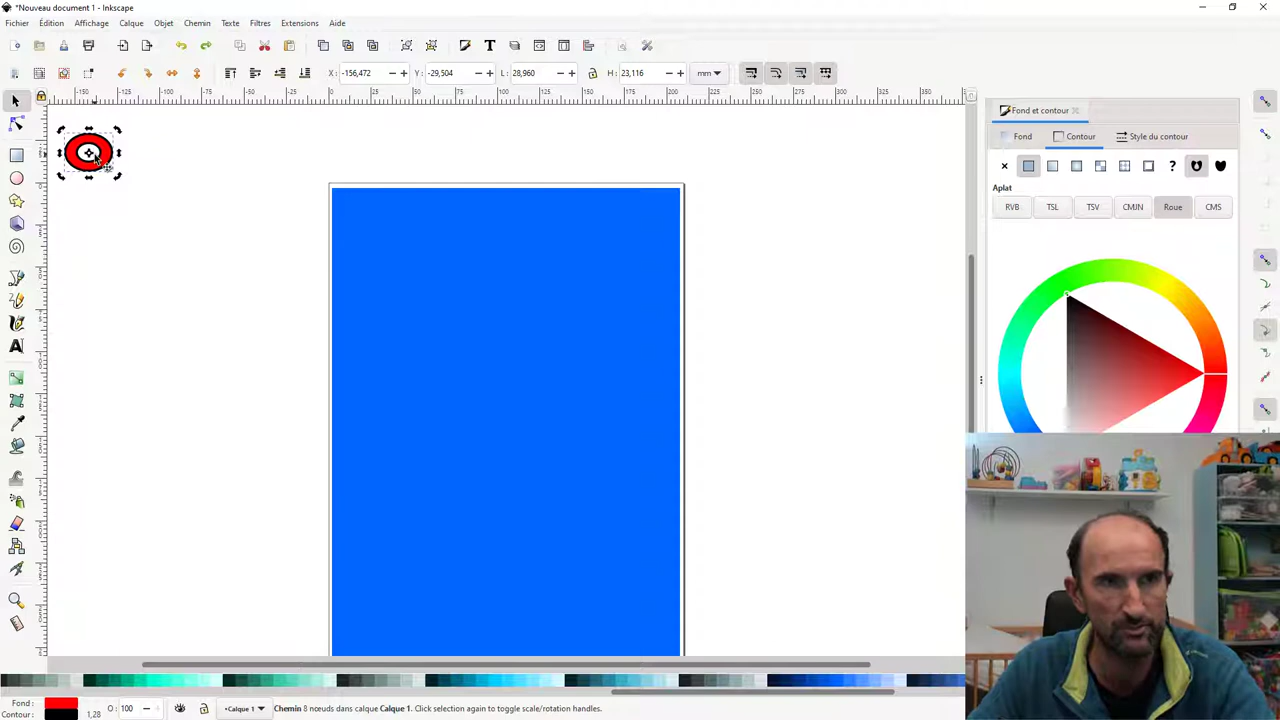 *Nouveau document 1 - Inkscape
Fichier Édition Affichage Calque Objet Chemin Texte Filtres Extensions Aide
X: -156,472 − + Y: -29,504 − + L: 28,960 − + H: 23,116 − + mm
Fond et contour
Fond Contour Style du contour
?
Aplat
RVB TSL TSV CMJN Roue CMS
Fond :
Contour : 1,28
O: 100 − + •Calque 1 Chemin 8 nœuds dans calque Calque 1. Click selection again to toggle scale/rotation handles.